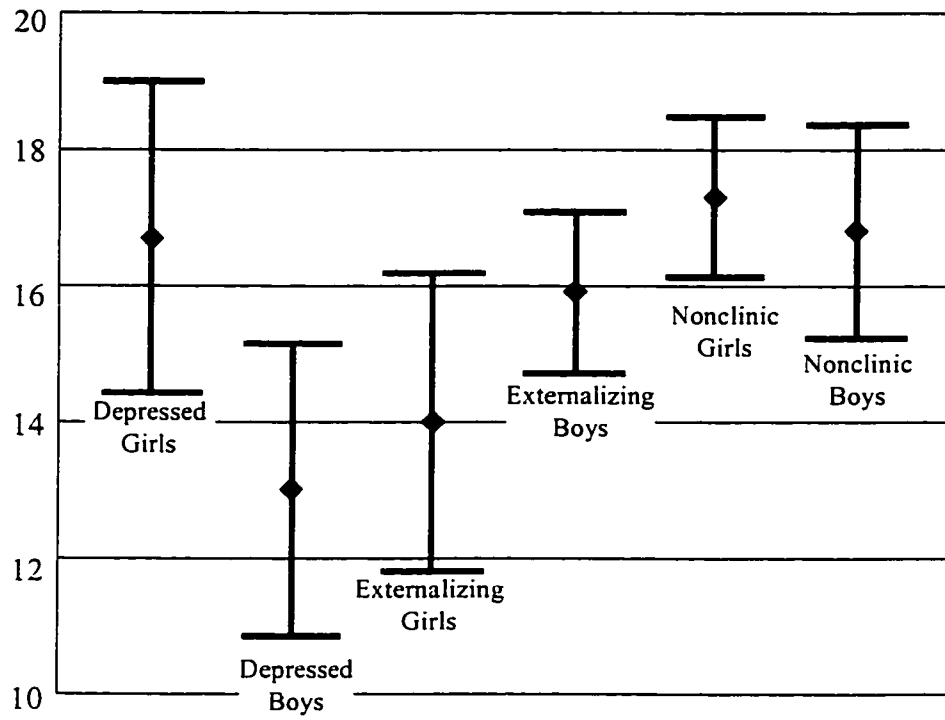 20
18
16
14
12
10
Depressed
Girls
Depressed
Boys
Externalizing
Girls
Externalizing
Boys
Nonclinic
Girls
Nonclinic
Boys